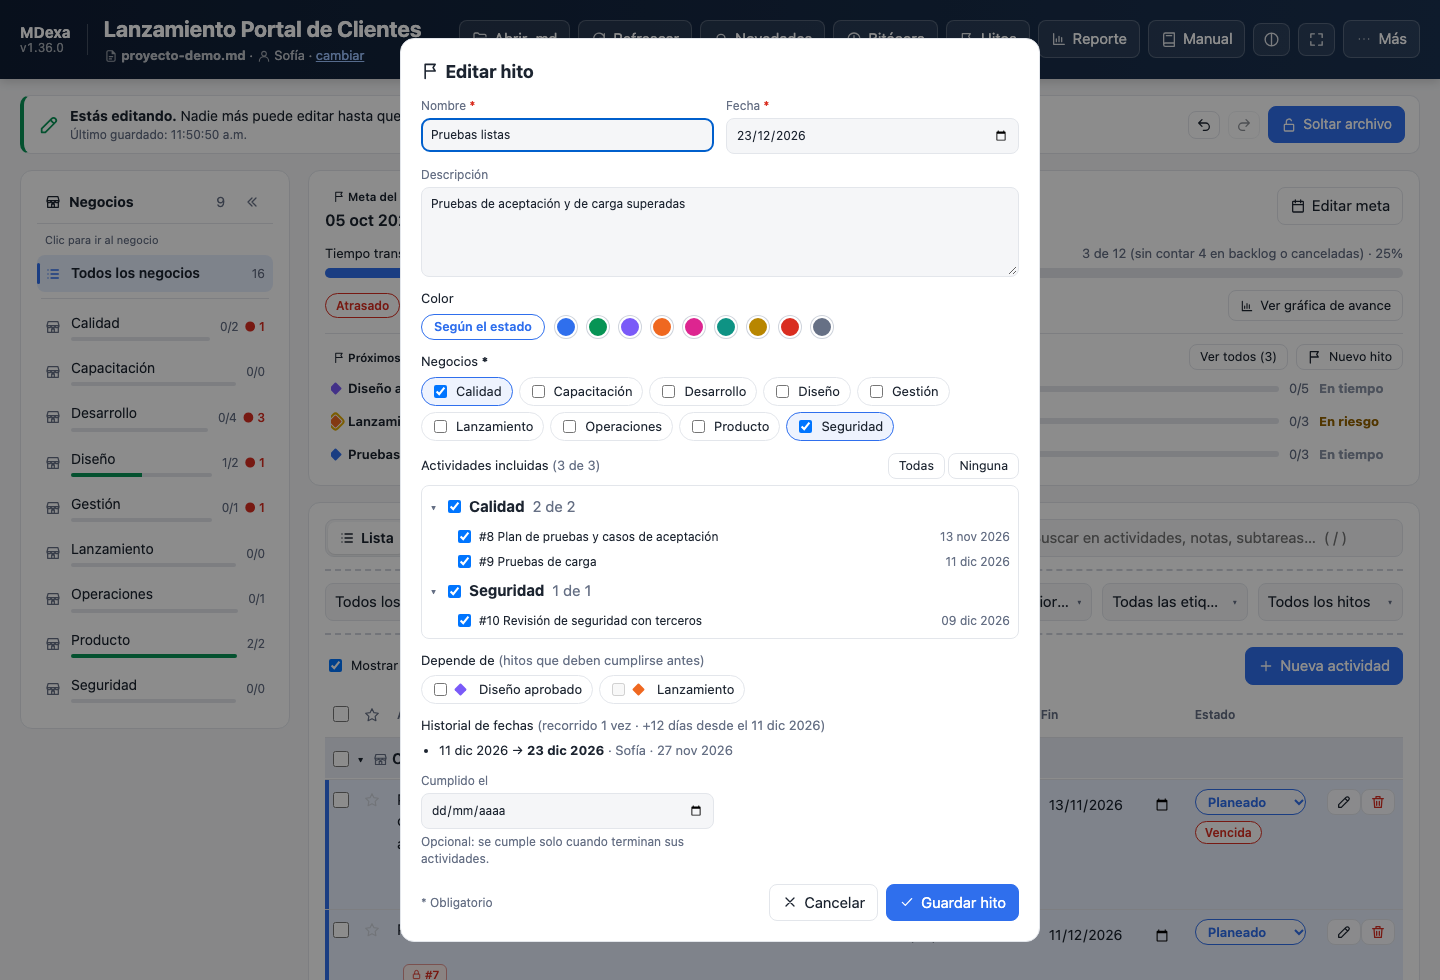 MDexa
v1.36.0
Lanzamiento Portal de Clientes
proyecto-demo.md · Sofía · cambiar
Abrir .md
Refrescar
Novedades
Bitácora
Hitos
Reporte
Manual
Más
Estás editando. Nadie más puede editar hasta que
Último guardado: 11:50:50 a.m.
Soltar archivo
Negocios 9
Clic para ir al negocio
Todos los negocios 16
Calidad 0/2 1
Capacitación 0/0
Desarrollo 0/4 3
Diseño 1/2 1
Gestión 0/1 1
Lanzamiento 0/0
Operaciones 0/1
Producto 2/2
Seguridad 0/0
Meta del
05 oct
Editar meta
Tiempo
3 de 12 (sin contar 4 en backlog o canceladas) · 25%
Atrasado
Ver gráfica de avance
Próximos
Ver todos (3)
Nuevo hito
Diseño
0/5 En tiempo
0/3 En riesgo
Pruebas
0/3 En tiempo
Lista
en actividades, notas, subtareas... ( / )
Todos los
Todas las etiq...
Todos los hitos
Mostrar
Nueva actividad
Fin
Estado
13/11/2026
Planeado
Vencida
11/12/2026
Planeado
#7
Editar hito
Nombre *
Fecha *
Pruebas listas
23/12/2026
Descripción
Pruebas de aceptación y de carga superadas
Color
Según el estado
Negocios *
Calidad
Capacitación
Desarrollo
Diseño
Gestión
Lanzamiento
Operaciones
Producto
Seguridad
Actividades incluidas (3 de 3)
Todas
Ninguna
Calidad 2 de 2
#8 Plan de pruebas y casos de aceptación 13 nov 2026
#9 Pruebas de carga 11 dic 2026
Seguridad 1 de 1
#10 Revisión de seguridad con terceros 09 dic 2026
Depende de (hitos que deben cumplirse antes)
Diseño aprobado
Lanzamiento
Historial de fechas (recorrido 1 vez · +12 días desde el 11 dic 2026)
• 11 dic 2026 → 23 dic 2026 · Sofía · 27 nov 2026
Cumplido el
dd/mm/aaaa
Opcional: se cumple solo cuando terminan sus
actividades.
* Obligatorio
Cancelar
Guardar hito